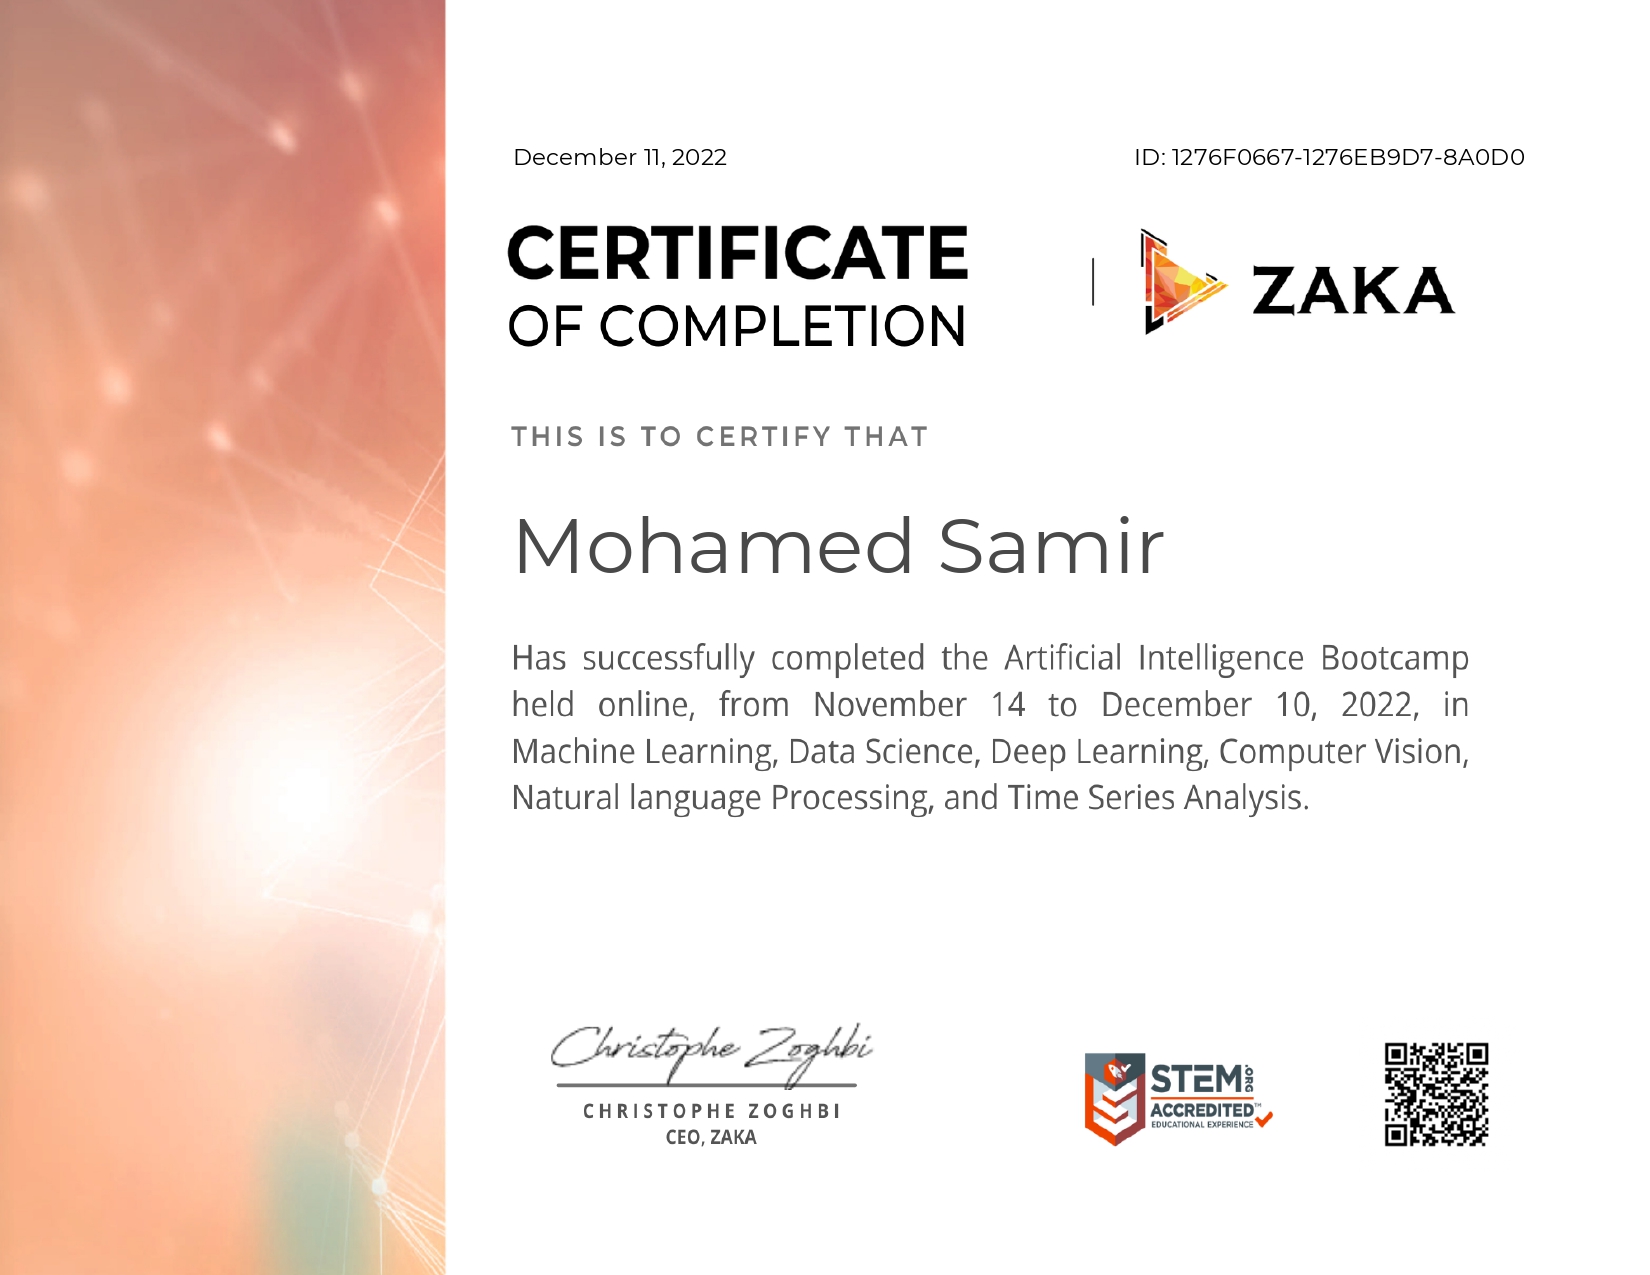 December 11, 2022
ID: 1276F0667-1276EB9D7-8A0D0
CERTIFICATE
OF COMPLETION
ZAKA
THIS IS TO CERTIFY THAT
Mohamed Samir
Has successfully completed the Artificial Intelligence Bootcamp
held online, from November 14 to December 10, 2022, in
Machine Learning, Data Science, Deep Learning, Computer Vision,
Natural language Processing, and Time Series Analysis.
Christophe Zoghbi
CHRISTOPHE ZOGHBI
CEO, ZAKA
STEM.ORG
ACCREDITED™
EDUCATIONAL EXPERIENCE